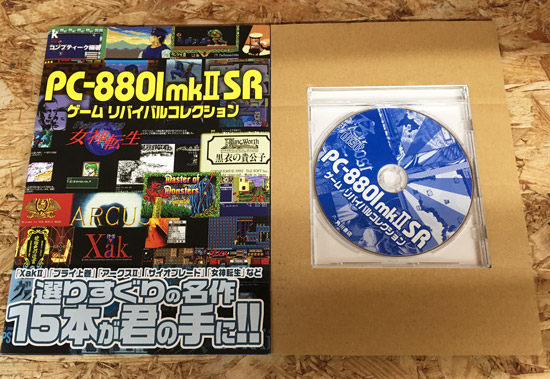 コンプティーク編著
PC-8801mkⅡSR
ゲーム リバイバルコレクション
女神転生
黒衣の貴公子
Master of
Monsters
ARCU
Xak
「XakⅡ」「ブライ上巻」「アークスⅡ」「サイオブレード」「女神転生」など
選りすぐりの名作
15本が君の手に!!
PC-8801mkⅡSR
ゲーム リバイバルコレクション